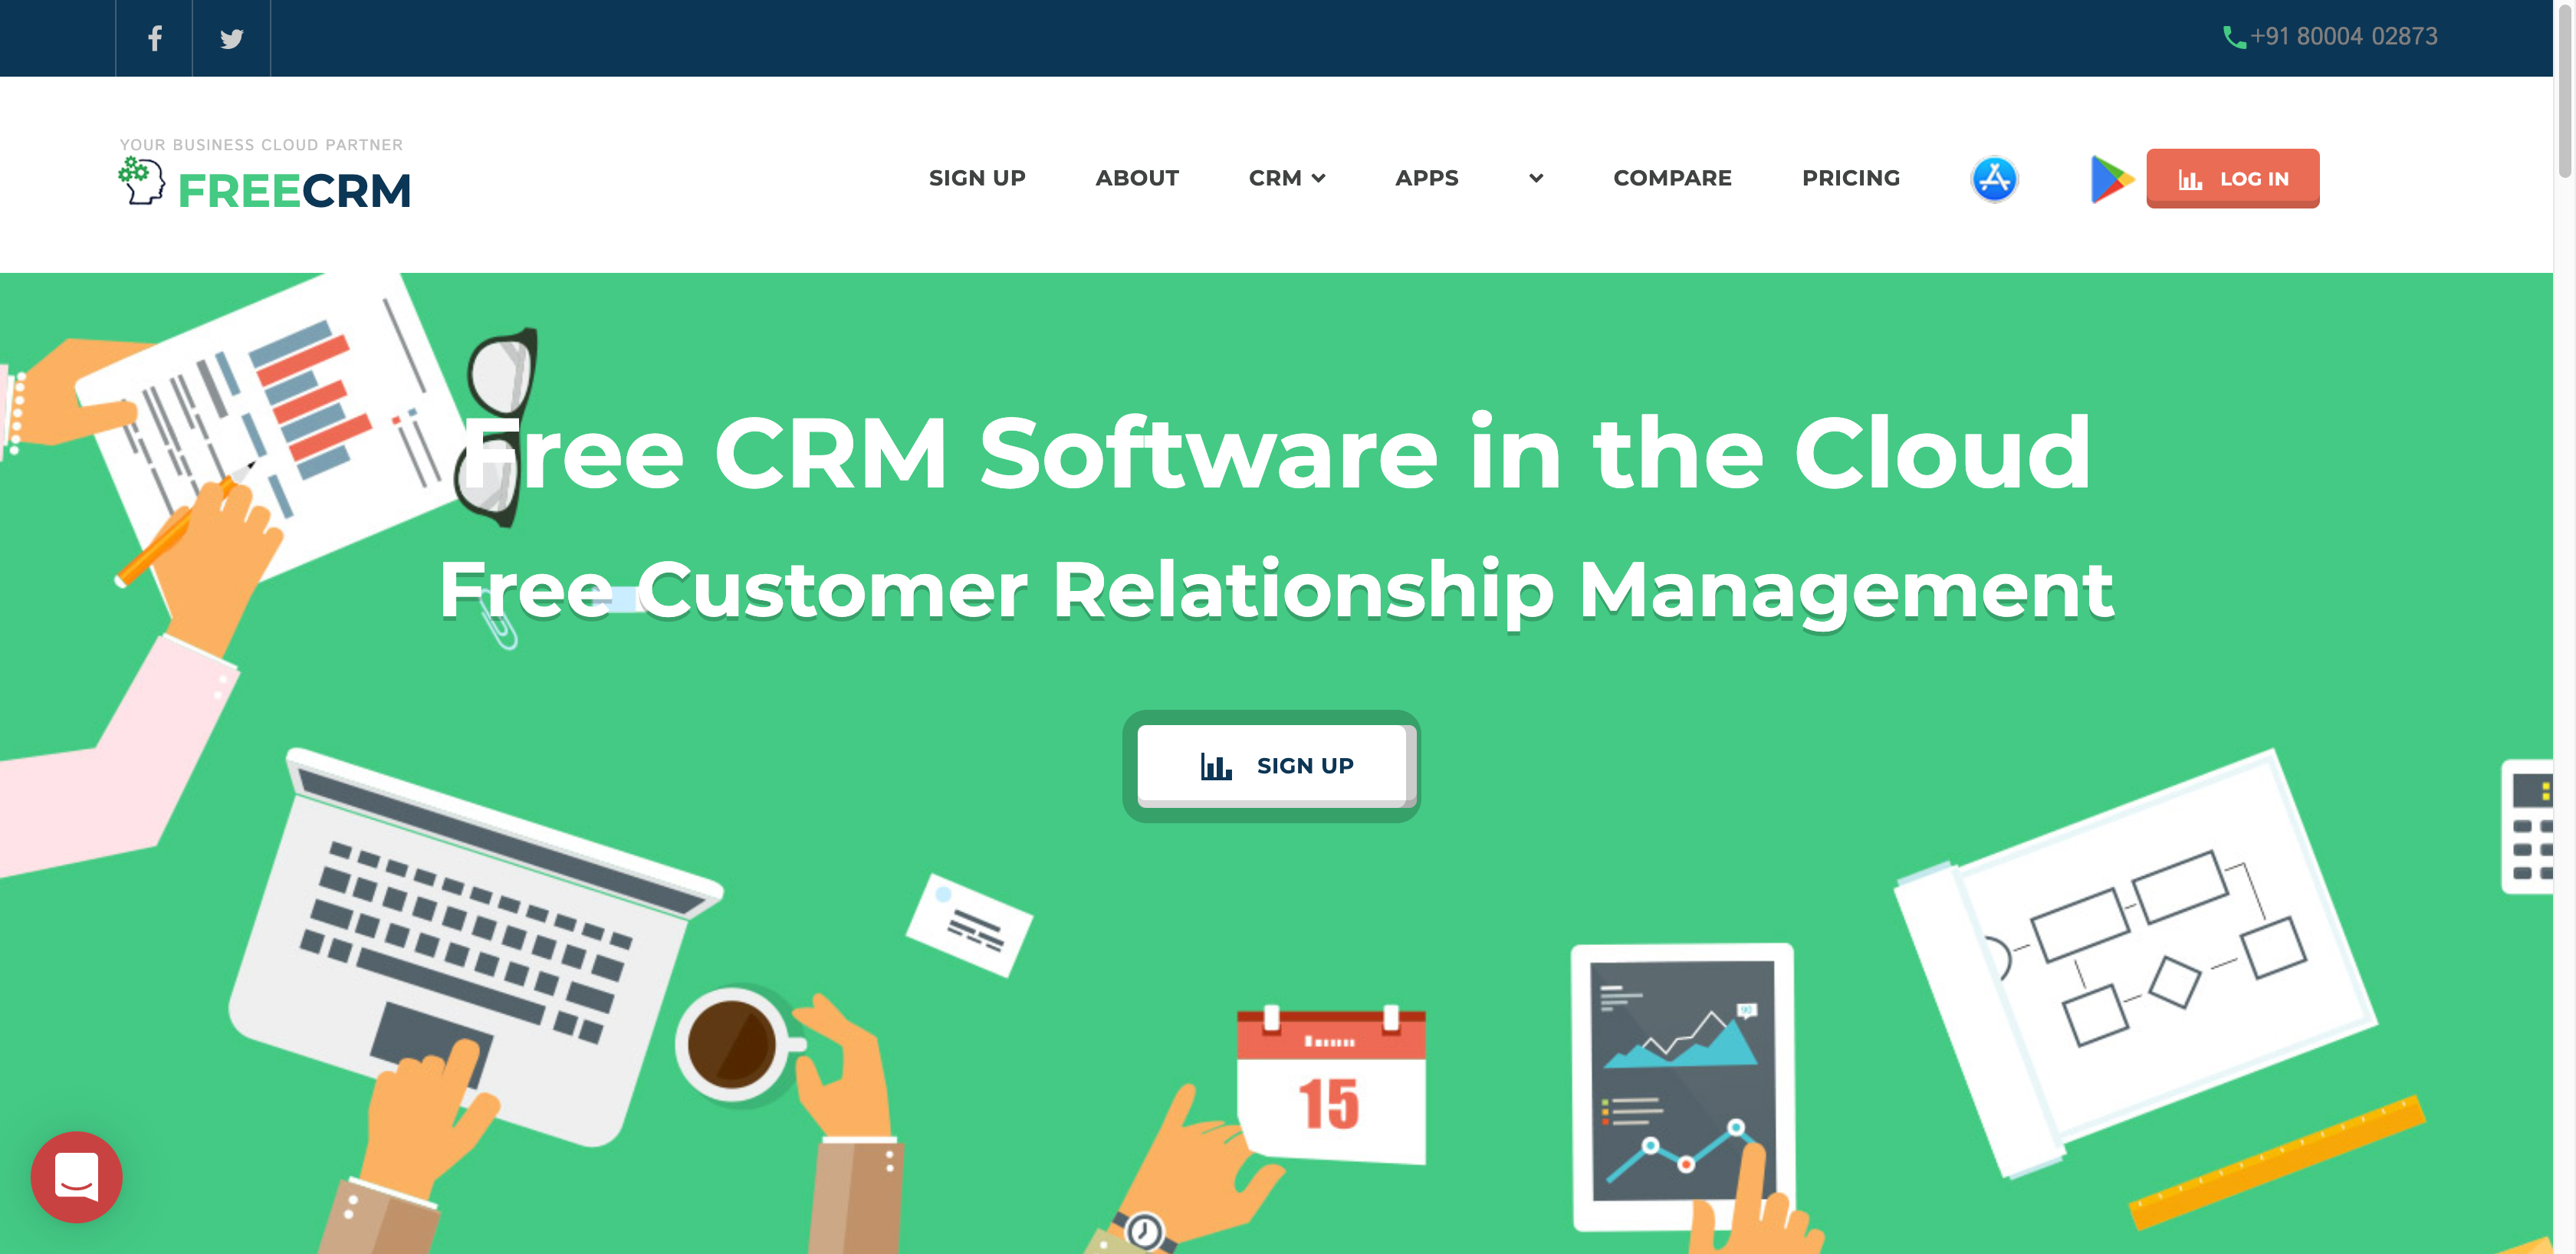 +91 80004 02873
YOUR BUSINESS CLOUD PARTNER
FREECRM
SIGN UP ABOUT CRM APPS COMPARE PRICING LOG IN
Free CRM Software in the Cloud
Free Customer Relationship Management
SIGN UP
90
15